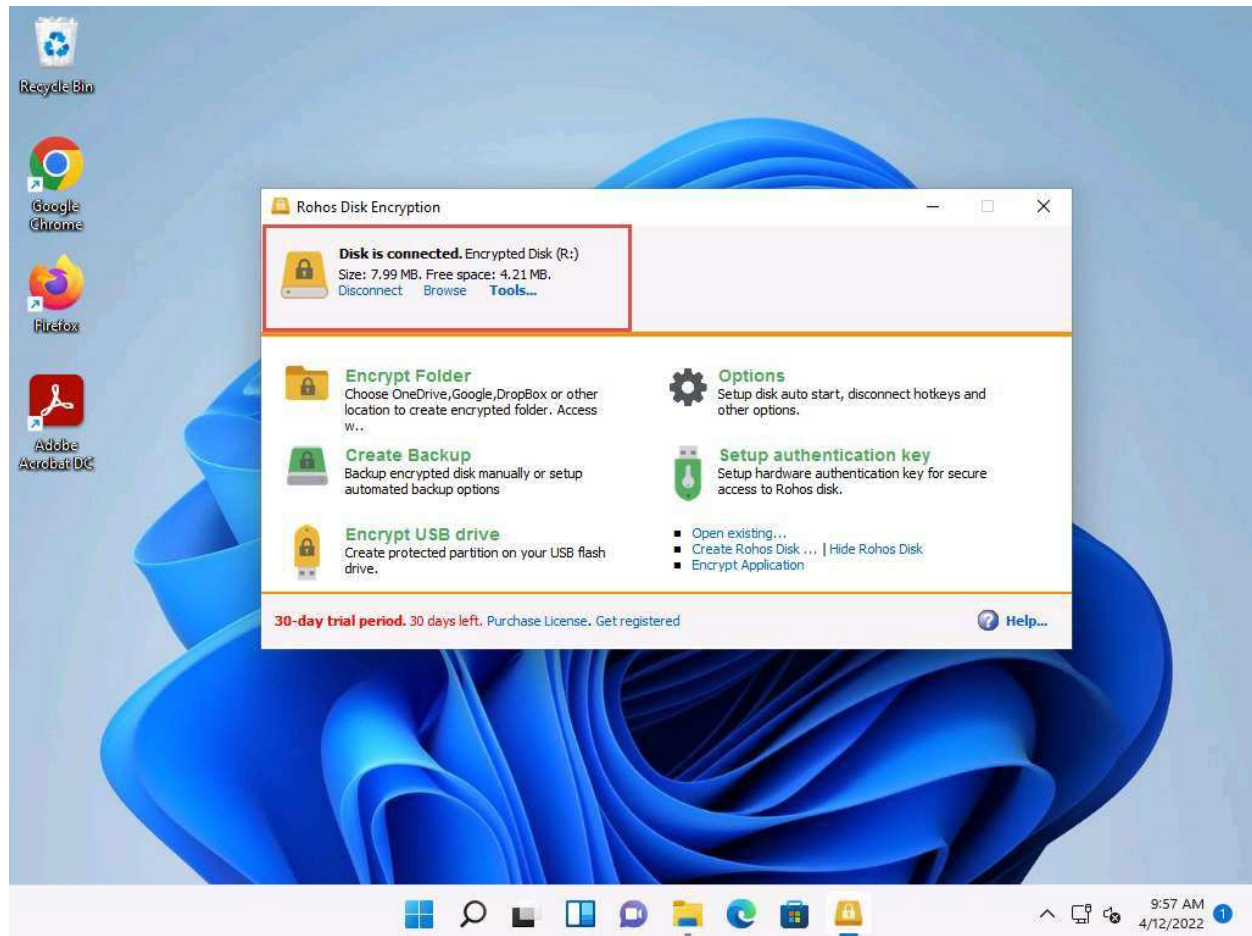 Recycle Bin
Google
Chrome
Firefox
Adobe
Acrobat DC
Rohos Disk Encryption
Disk is connected. Encrypted Disk (R:)
Size: 7.99 MB. Free space: 4.21 MB.
Disconnect Browse Tools...
Encrypt Folder
Choose OneDrive,Google,DropBox or other
location to create encrypted folder. Access
w..
Options
Setup disk auto start, disconnect hotkeys and
other options.
Create Backup
Backup encrypted disk manually or setup
automated backup options
Setup authentication key
Setup hardware authentication key for secure
access to Rohos disk.
Encrypt USB drive
Create protected partition on your USB flash
drive.
Open existing...
Create Rohos Disk ... | Hide Rohos Disk
Encrypt Application
30-day trial period. 30 days left. Purchase License. Get registered
Help...
9:57 AM
4/12/2022
1